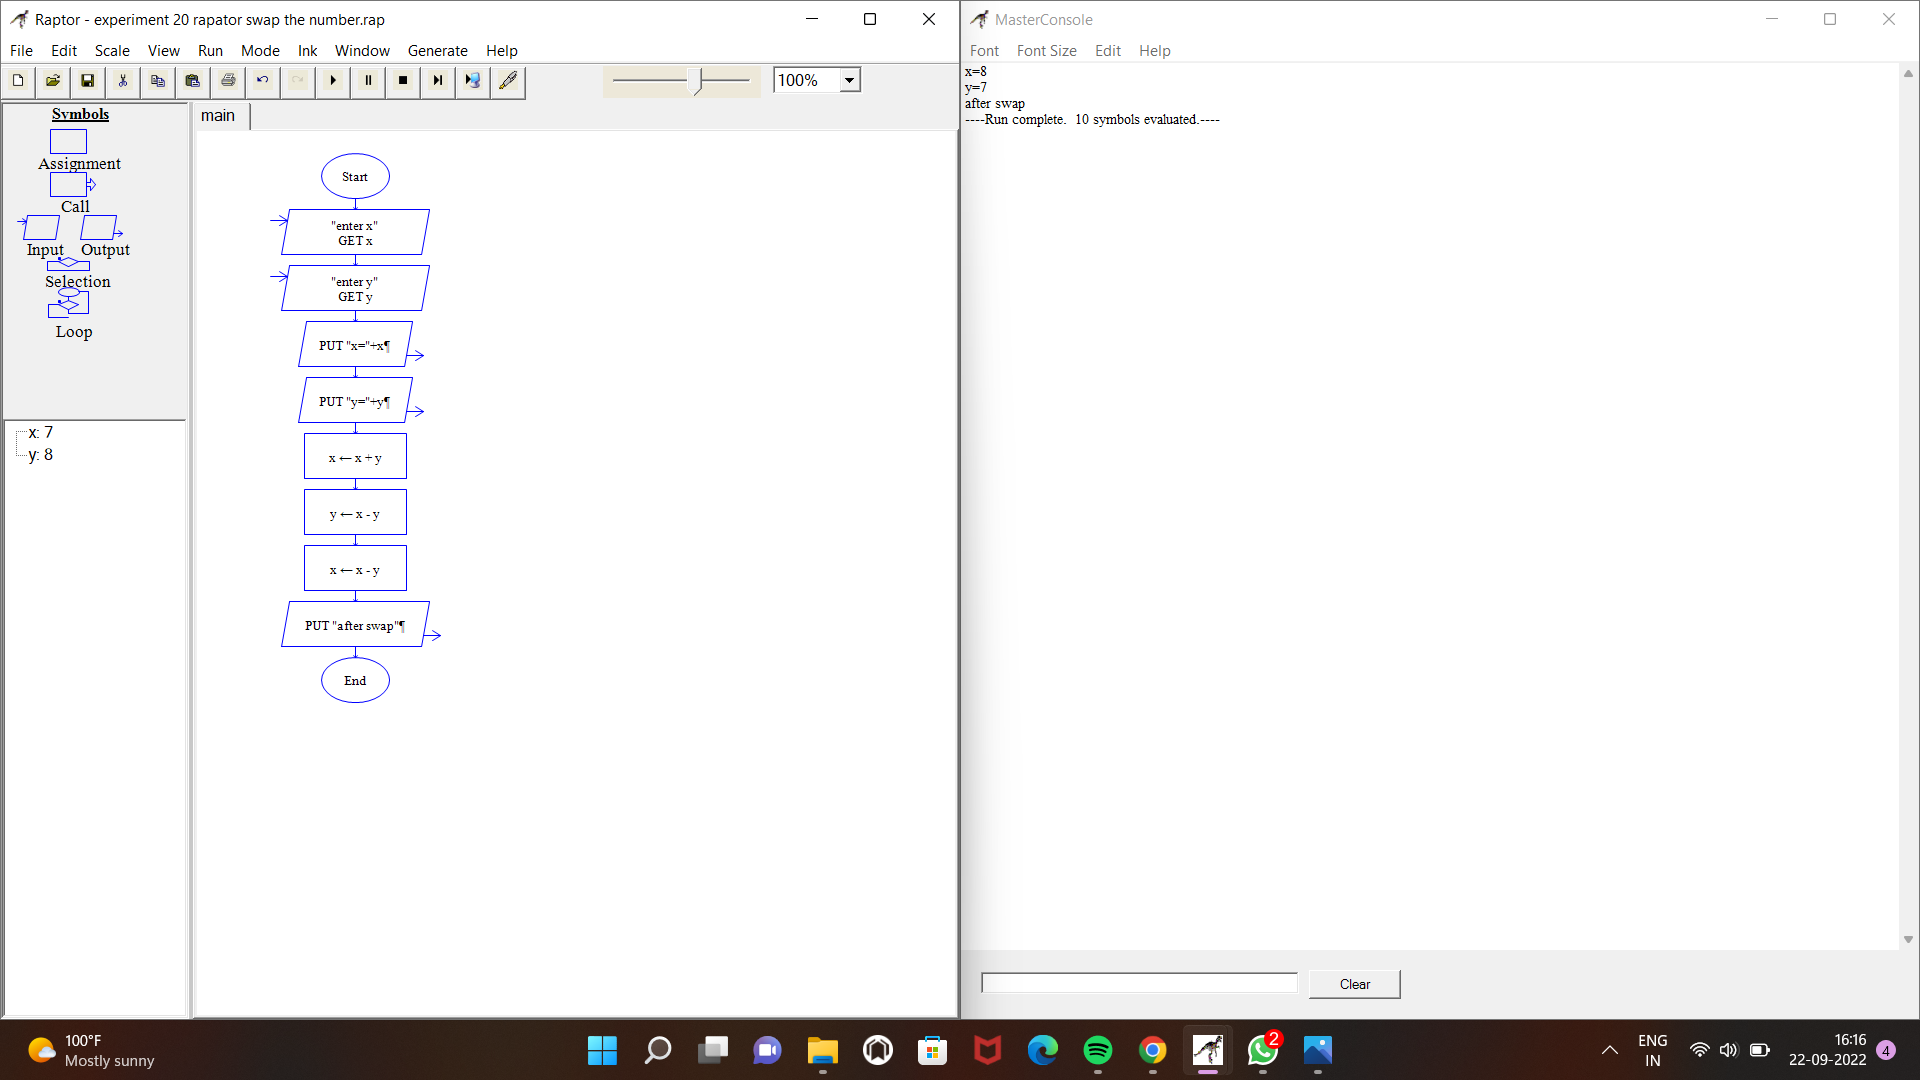 Raptor - experiment 20 rapator swap the number.rap
File Edit Scale View Run Mode Ink Window Generate Help
100%
Symbols
Assignment
Call
Input Output
Selection
Loop
x: 7
y: 8
main
Start
"enter x"
GET x
"enter y"
GET y
PUT "x="+x¶
PUT "y="+y¶
x ← x + y
y ← x - y
x ← x - y
PUT "after swap"¶
End
MasterConsole
Font Font Size Edit Help
x=8
y=7
after swap
----Run complete.  10 symbols evaluated.----
Clear
100°F
Mostly sunny
2
ENG
IN
16:16
22-09-2022
4